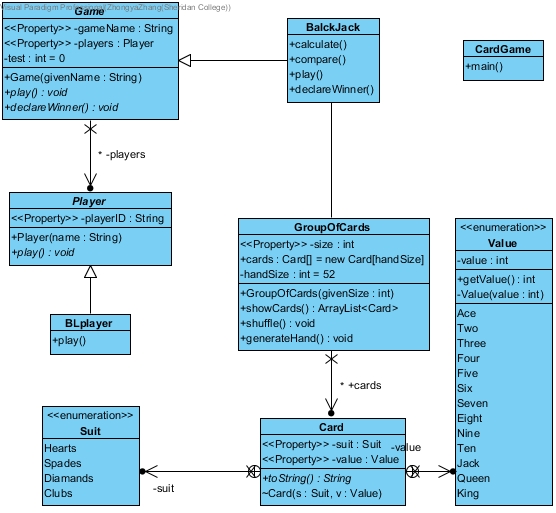 Visual Paradigm Professional(ZhongyaZhang(Sheridan College))
Game
<<Property>> -gameName : String
<<Property>> -players : Player
-test : int = 0
+Game(givenName : String)
+play() : void
+declareWinner() : void
BalckJack
+calculate()
+compare()
+play()
+declareWinner()
CardGame
+main()
* -players
Player
<<Property>> -playerID : String
+Player(name : String)
+play() : void
BLplayer
+play()
GroupOfCards
<<Property>> -size : int
+cards : Card[] = new Card[handSize]
-handSize : int = 52
+GroupOfCards(givenSize : int)
+showCards() : ArrayList<Card>
+shuffle() : void
+generateHand() : void
* +cards
<<enumeration>>
Value
-value : int
+getValue() : int
-Value(value : int)
Ace
Two
Three
Four
Five
Six
Seven
Eight
Nine
Ten
Jack
Queen
King
<<enumeration>>
Suit
Hearts
Spades
Diamands
Clubs
-suit
Card
<<Property>> -suit : Suit
<<Property>> -value : Value
+toString() : String
~Card(s : Suit, v : Value)
-value